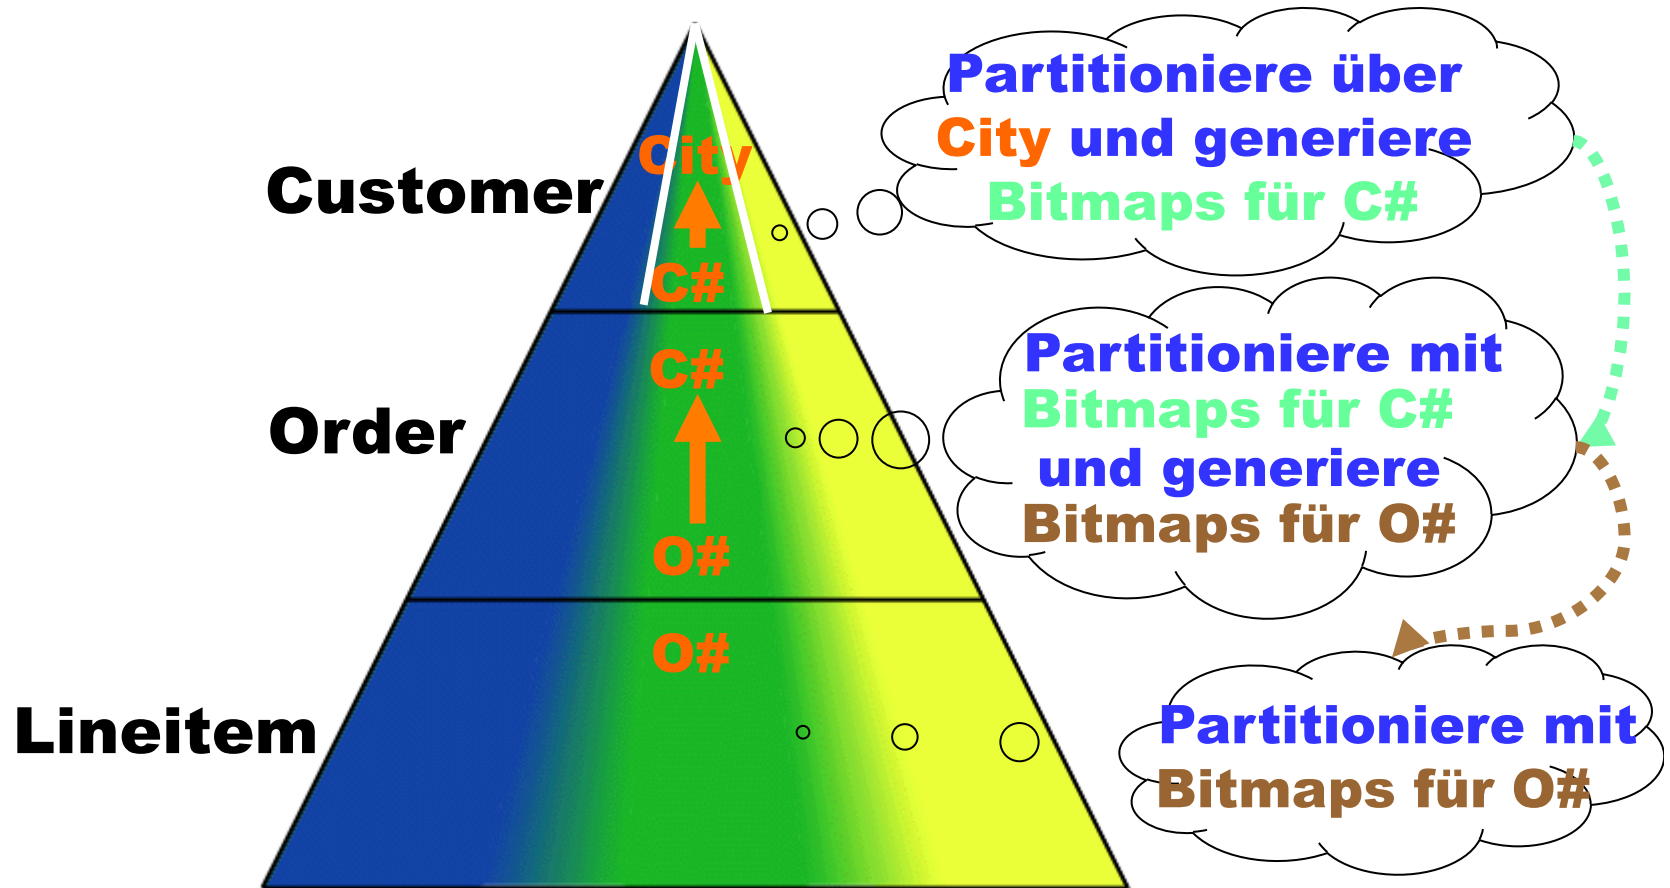 Customer
City
C#
Partitioniere über
City und generiere
Bitmaps für C#
Order
C#
O#
Partitioniere mit
Bitmaps für C#
und generiere
Bitmaps für O#
Lineitem
O#
Partitioniere mit
Bitmaps für O#